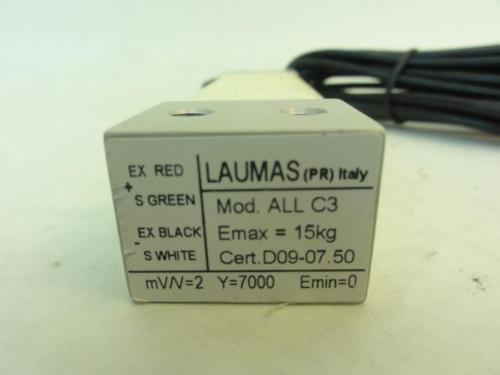 EX RED
+
S GREEN
EX BLACK
-
S WHITE
LAUMAS (PR) Italy
Mod. ALL C3
Emax = 15kg
Cert.D09-07.50
mV/V=2 Y=7000 Emin=0